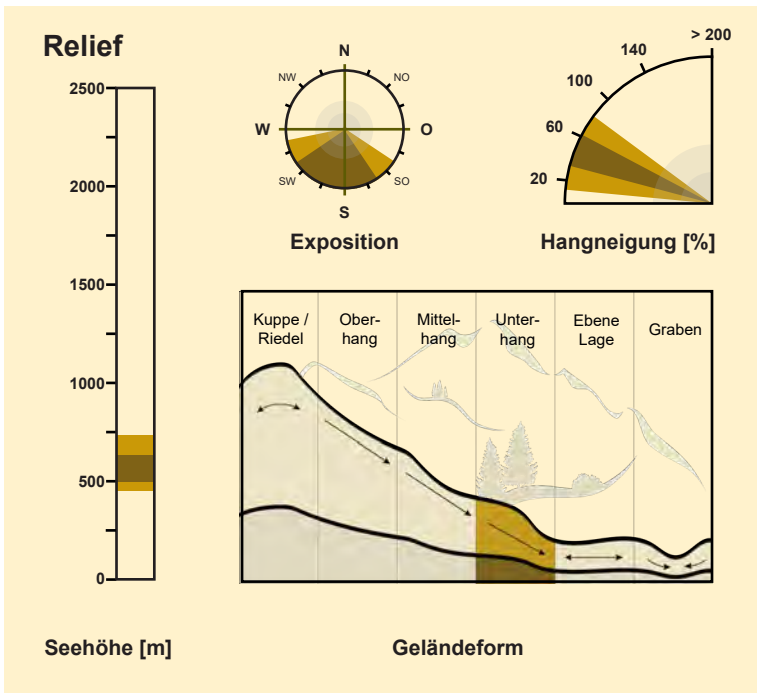 Relief
2500
2000
1500
1000
500
0
Seehöhe [m]
N
NW
NO
W
O
SW
SO
S
Exposition
> 200
140
100
60
20
Hangneigung [%]
Kuppe /
Riedel
Ober-
hang
Mittel-
hang
Unter-
hang
Ebene
Lage
Graben
Geländeform